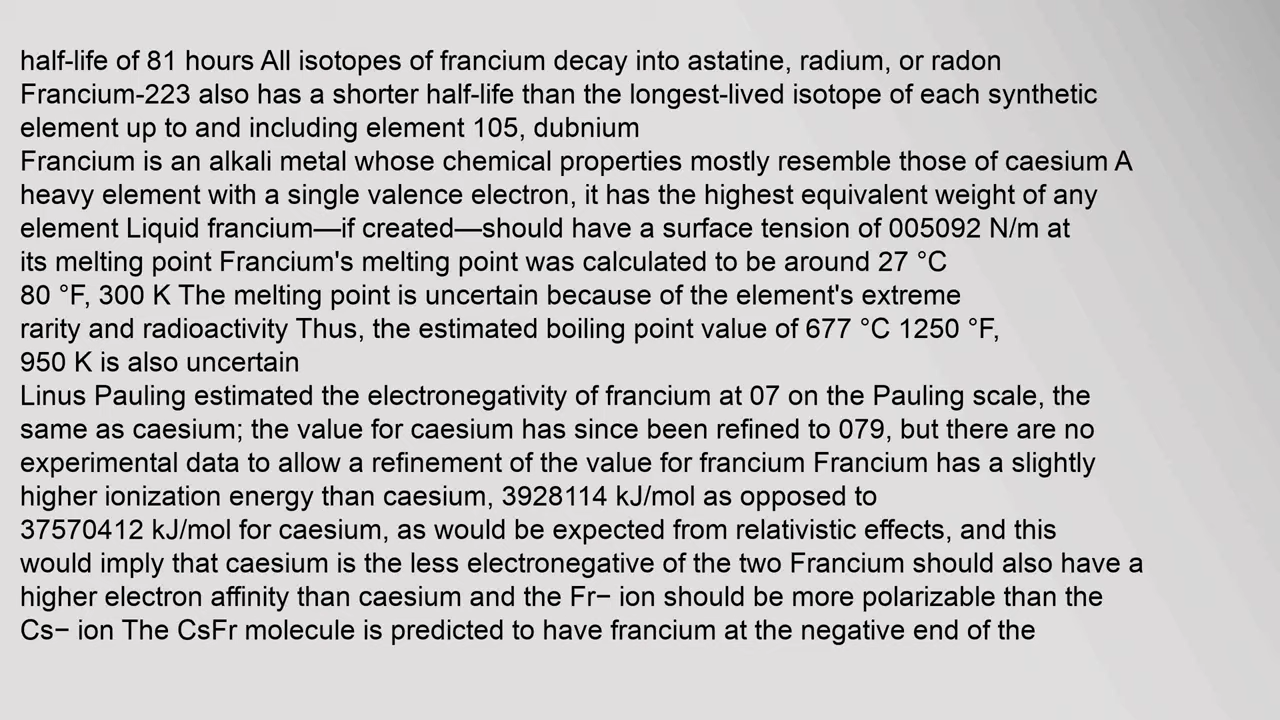 half-life of 81 hours All isotopes of francium decay into astatine, radium, or radon
Francium-223 also has a shorter half-life than the longest-lived isotope of each synthetic
element up to and including element 105, dubnium
Francium is an alkali metal whose chemical properties mostly resemble those of caesium A
heavy element with a single valence electron, it has the highest equivalent weight of any
element Liquid francium—if created—should have a surface tension of 005092 N/m at
its melting point Francium's melting point was calculated to be around 27 °C
80 °F, 300 K The melting point is uncertain because of the element's extreme
rarity and radioactivity Thus, the estimated boiling point value of 677 °C 1250 °F,
950 K is also uncertain
Linus Pauling estimated the electronegativity of francium at 07 on the Pauling scale, the
same as caesium; the value for caesium has since been refined to 079, but there are no
experimental data to allow a refinement of the value for francium Francium has a slightly
higher ionization energy than caesium, 3928114 kJ/mol as opposed to
37570412 kJ/mol for caesium, as would be expected from relativistic effects, and this
would imply that caesium is the less electronegative of the two Francium should also have a
higher electron affinity than caesium and the Fr− ion should be more polarizable than the
Cs− ion The CsFr molecule is predicted to have francium at the negative end of the